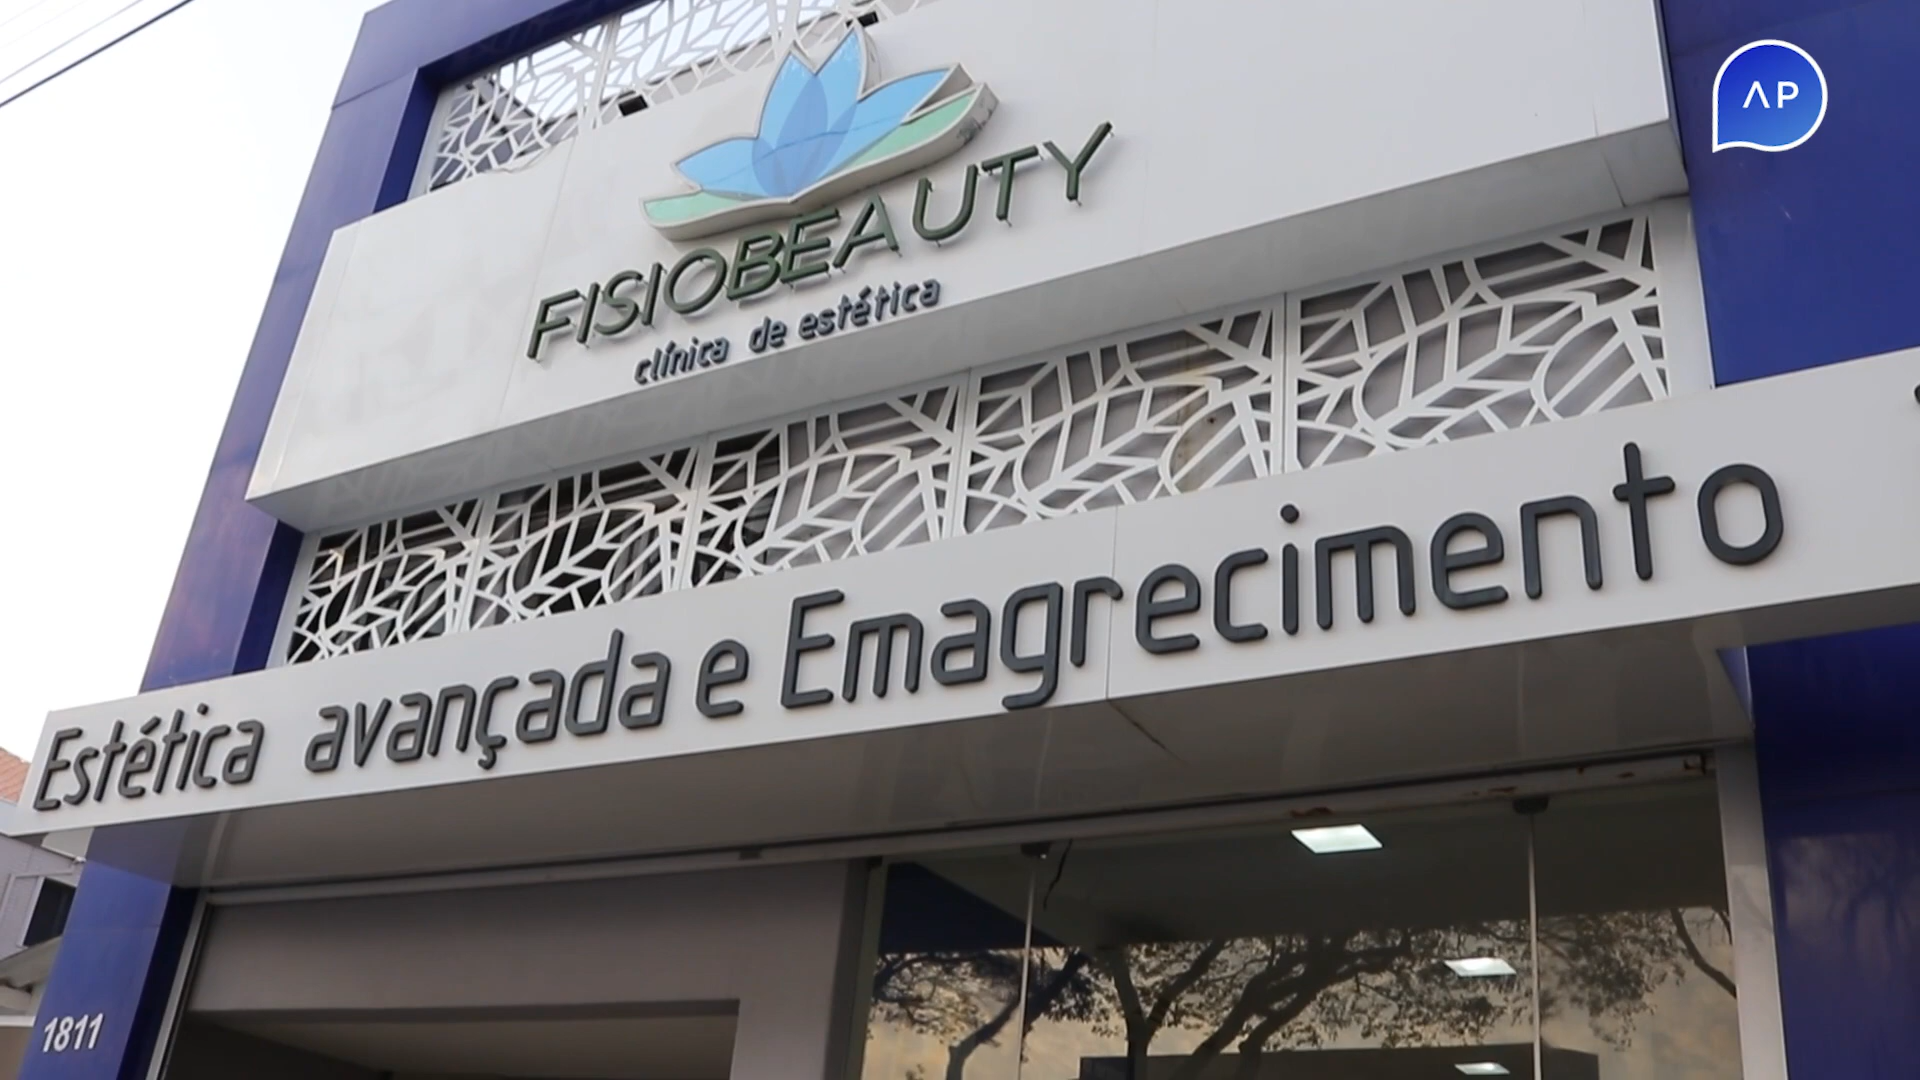 AP
FISIOBEAUTY
clínica de estética
Estética avançada e Emagrecimento
1811